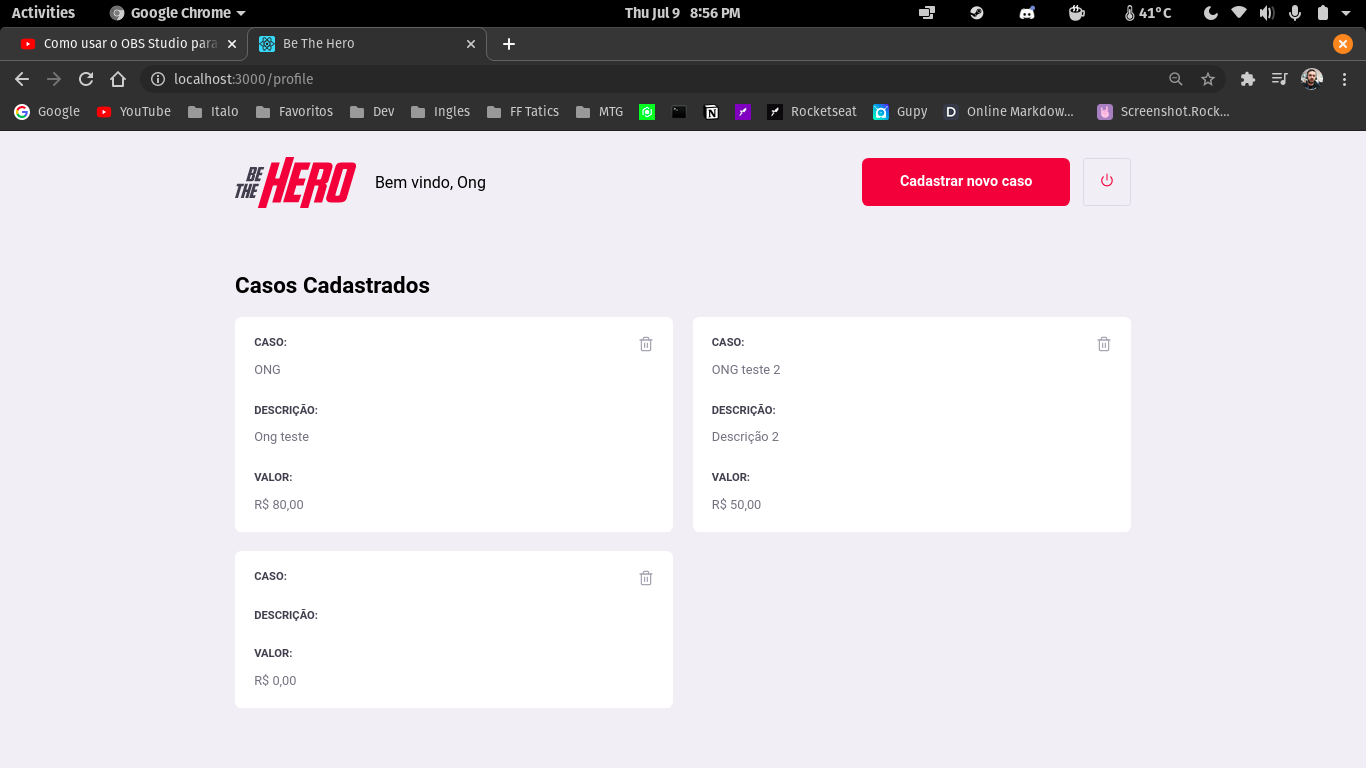 Activities Google Chrome Thu Jul 9 8:56 PM 41°C
Como usar o OBS Studio para Be The Hero
localhost:3000/profile
Google YouTube Italo Favoritos Dev Ingles FF Tatics MTG Rocketseat Gupy Online Markdow... Screenshot.Rock...
BE THE HERO Bem vindo, Ong Cadastrar novo caso
Casos Cadastrados
CASO:
ONG
DESCRIÇÃO:
Ong teste
VALOR:
R$ 80,00
CASO:
ONG teste 2
DESCRIÇÃO:
Descrição 2
VALOR:
R$ 50,00
CASO:
DESCRIÇÃO:
VALOR:
R$ 0,00